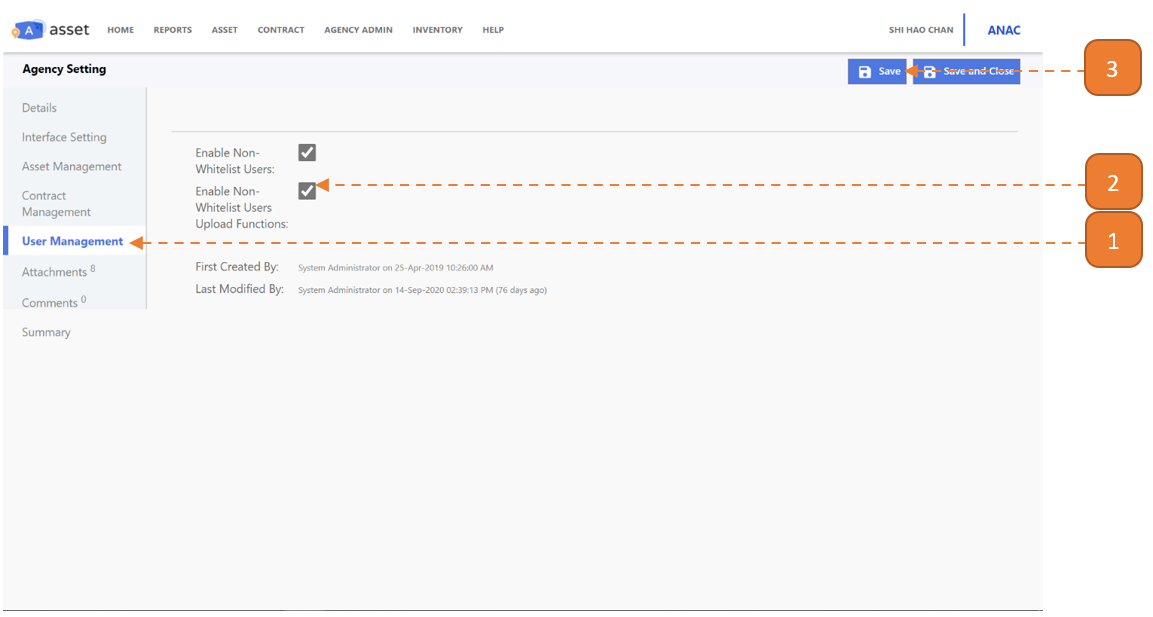 A asset HOME REPORTS ASSET CONTRACT AGENCY ADMIN INVENTORY HELP SHI HAO CHAN ANAC
Agency Setting Save Save and Close 3
Details
Interface Setting
Asset Management
Contract
Management
User Management
Attachments 8
Comments 0
Summary
Enable Non-
Whitelist Users:
Enable Non-
Whitelist Users
Upload Functions:
2
1
First Created By: System Administrator on 25-Apr-2019 10:26:00 AM
Last Modified By: System Administrator on 14-Sep-2020 02:39:13 PM (76 days ago)